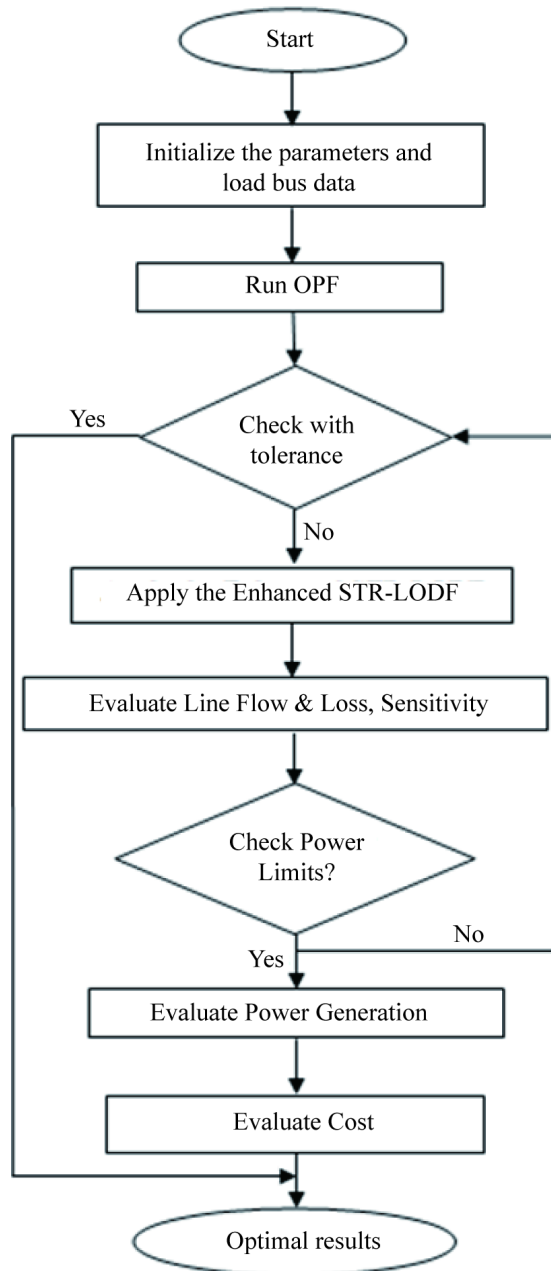 Start
Initialize the parameters and
load bus data
Run OPF
Yes
Check with
tolerance
No
Apply the Enhanced STR-LODF
Evaluate Line Flow & Loss, Sensitivity
Check Power
Limits?
No
Yes
Evaluate Power Generation
Evaluate Cost
Optimal results